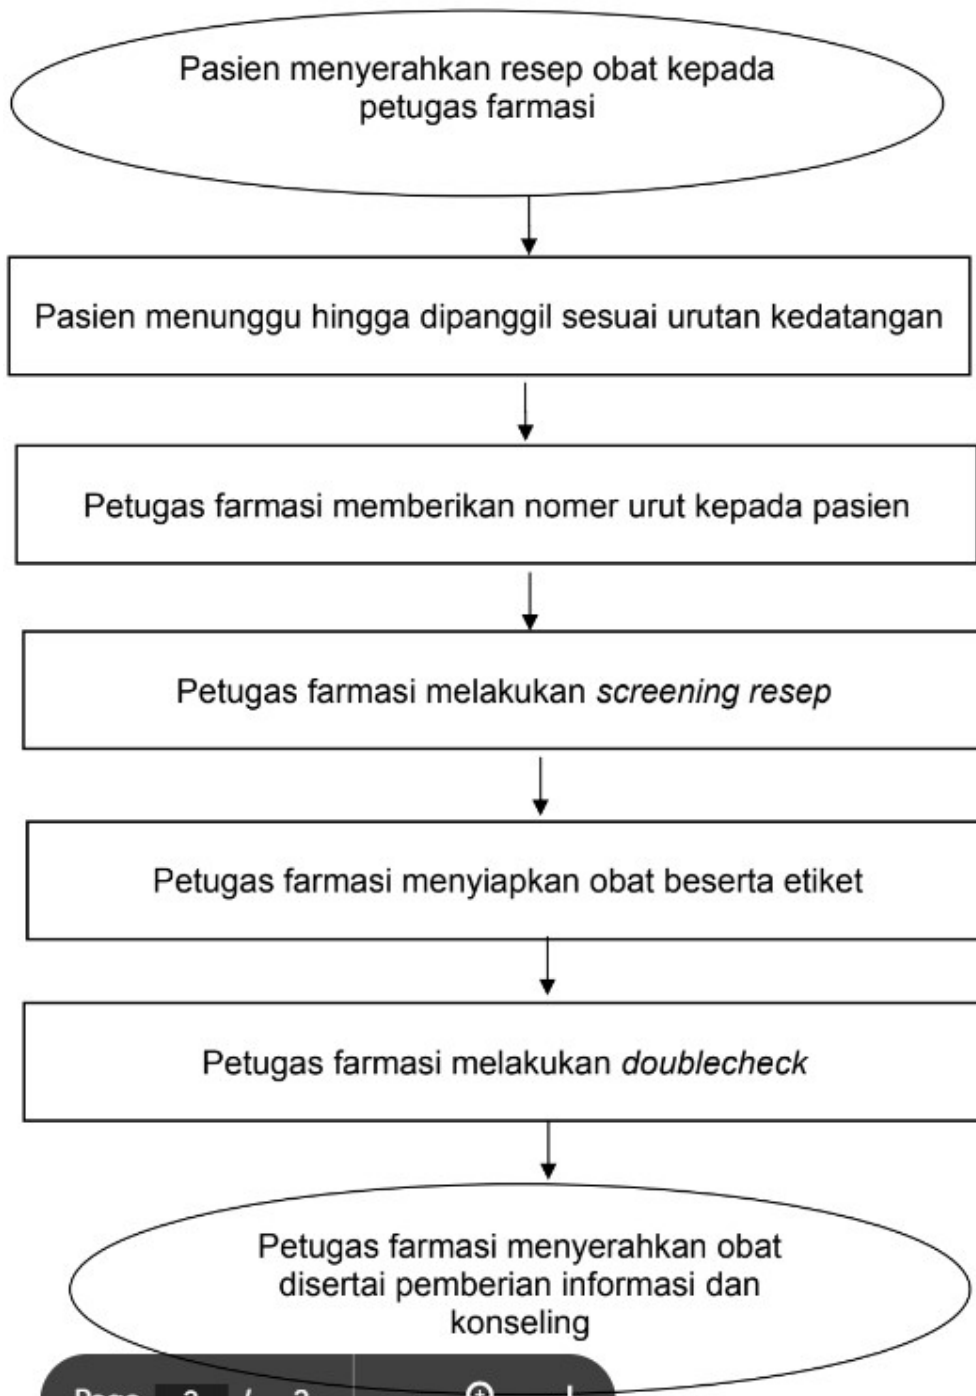 Pasien menyerahkan resep obat kepada
petugas farmasi
Pasien menunggu hingga dipanggil sesuai urutan kedatangan
Petugas farmasi memberikan nomer urut kepada pasien
Petugas farmasi melakukan screening resep
Petugas farmasi menyiapkan obat beserta etiket
Petugas farmasi melakukan doublecheck
Petugas farmasi menyerahkan obat
disertai pemberian informasi dan
konseling